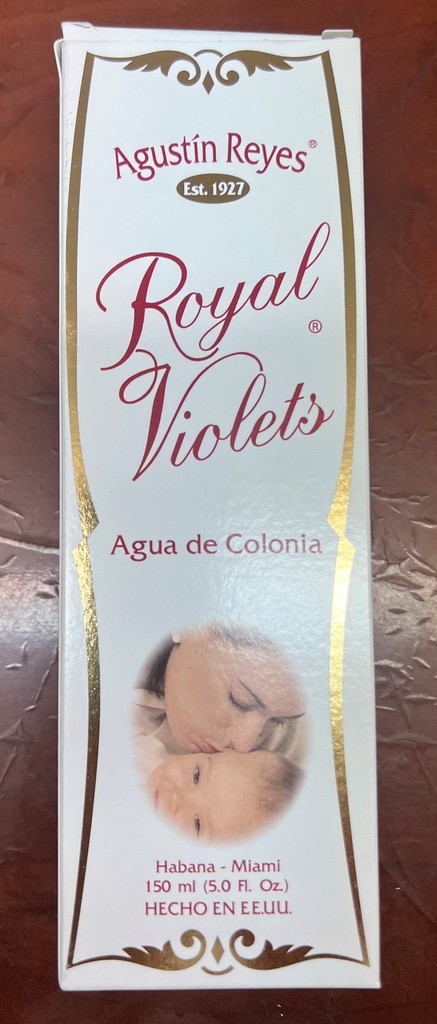 Agustín Reyes®
Est. 1927
Royal
Violets®
Agua de Colonia
Habana - Miami
150 ml (5.0 Fl. Oz.)
HECHO EN EE.UU.